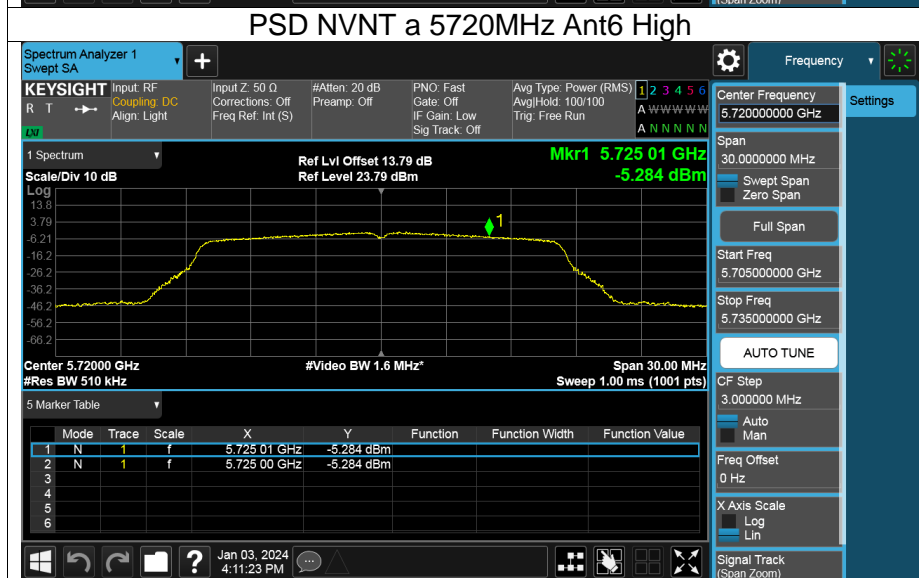 (Span Zoom)
PSD NVNT a 5720MHz Ant6 High
Spectrum Analyzer 1
Swept SA
+
Frequency
KEYSIGHT
R T
LXI
Input: RF
Coupling: DC
Align: Light
Input Z: 50 Ω
Corrections: Off
Freq Ref: Int (S)
#Atten: 20 dB
Preamp: Off
PNO: Fast
Gate: Off
IF Gain: Low
Sig Track: Off
Avg Type: Power (RMS)
Avg|Hold: 100/100
Trig: Free Run
1 2 3 4 5 6
A W W W W W
A N N N N N
1 Spectrum
Scale/Div 10 dB
Ref Lvl Offset 13.79 dB
Ref Level 23.79 dBm
Mkr1 5.725 01 GHz
-5.284 dBm
Log
13.8
3.79
-6.21
-16.2
-26.2
-36.2
-46.2
-56.2
-66.2
1
Center 5.72000 GHz
#Res BW 510 kHz
#Video BW 1.6 MHz*
Span 30.00 MHz
Sweep 1.00 ms (1001 pts)
5 Marker Table
Mode Trace Scale X Y Function Function Width Function Value
1 N 1 f 5.725 01 GHz -5.284 dBm
2 N 1 f 5.725 00 GHz -5.284 dBm
3
4
5
6
?
Jan 03, 2024
4:11:23 PM
Center Frequency
5.720000000 GHz
Settings
Span
30.0000000 MHz
Swept Span
Zero Span
Full Span
Start Freq
5.705000000 GHz
Stop Freq
5.735000000 GHz
AUTO TUNE
CF Step
3.000000 MHz
Auto
Man
Freq Offset
0 Hz
X Axis Scale
Log
Lin
Signal Track
(Span Zoom)